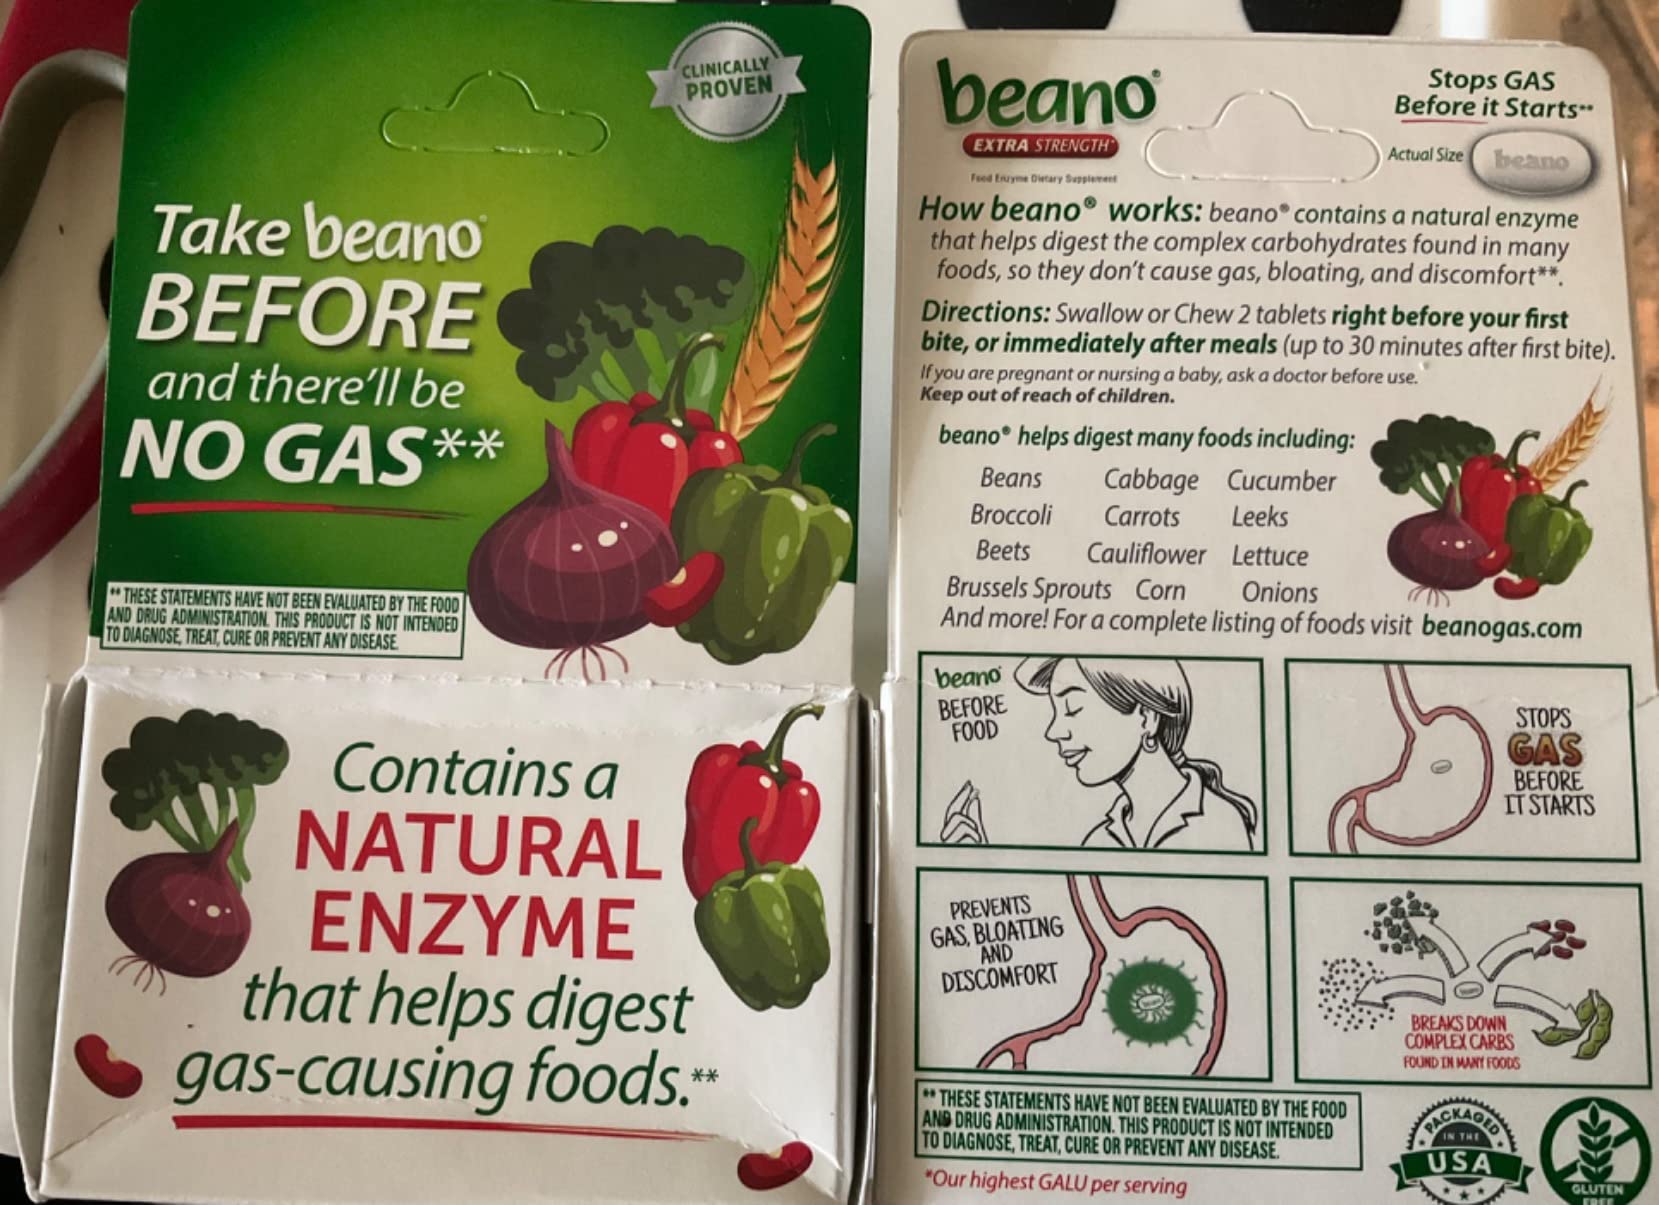 CLINICALLY
PROVEN
Take beano®
BEFORE
and there'll be
NO GAS**
** THESE STATEMENTS HAVE NOT BEEN EVALUATED BY THE FOOD
AND DRUG ADMINISTRATION. THIS PRODUCT IS NOT INTENDED
TO DIAGNOSE, TREAT, CURE OR PREVENT ANY DISEASE.
Contains a
NATURAL
ENZYME
that helps digest
gas-causing foods.**
beano®
EXTRA STRENGTH*
Food Enzyme Dietary Supplement
Stops GAS
Before it Starts**
Actual Size
beano
How beano® works: beano® contains a natural enzyme
that helps digest the complex carbohydrates found in many
foods, so they don't cause gas, bloating, and discomfort**.
Directions: Swallow or Chew 2 tablets right before your first
bite, or immediately after meals (up to 30 minutes after first bite).
If you are pregnant or nursing a baby, ask a doctor before use.
Keep out of reach of children.
beano® helps digest many foods including:
Beans Cabbage Cucumber
Broccoli Carrots Leeks
Beets Cauliflower Lettuce
Brussels Sprouts Corn Onions
And more! For a complete listing of foods visit beanogas.com
beano®
BEFORE
FOOD
STOPS
GAS
BEFORE
IT STARTS
PREVENTS
GAS, BLOATING
AND
DISCOMFORT
beano
beano
BREAKS DOWN
COMPLEX CARBS
FOUND IN MANY FOODS
** THESE STATEMENTS HAVE NOT BEEN EVALUATED BY THE FOOD
AND DRUG ADMINISTRATION. THIS PRODUCT IS NOT INTENDED
TO DIAGNOSE, TREAT, CURE OR PREVENT ANY DISEASE.
*Our highest GALU per serving
PACKAGED
IN THE
USA
GLUTEN
FREE